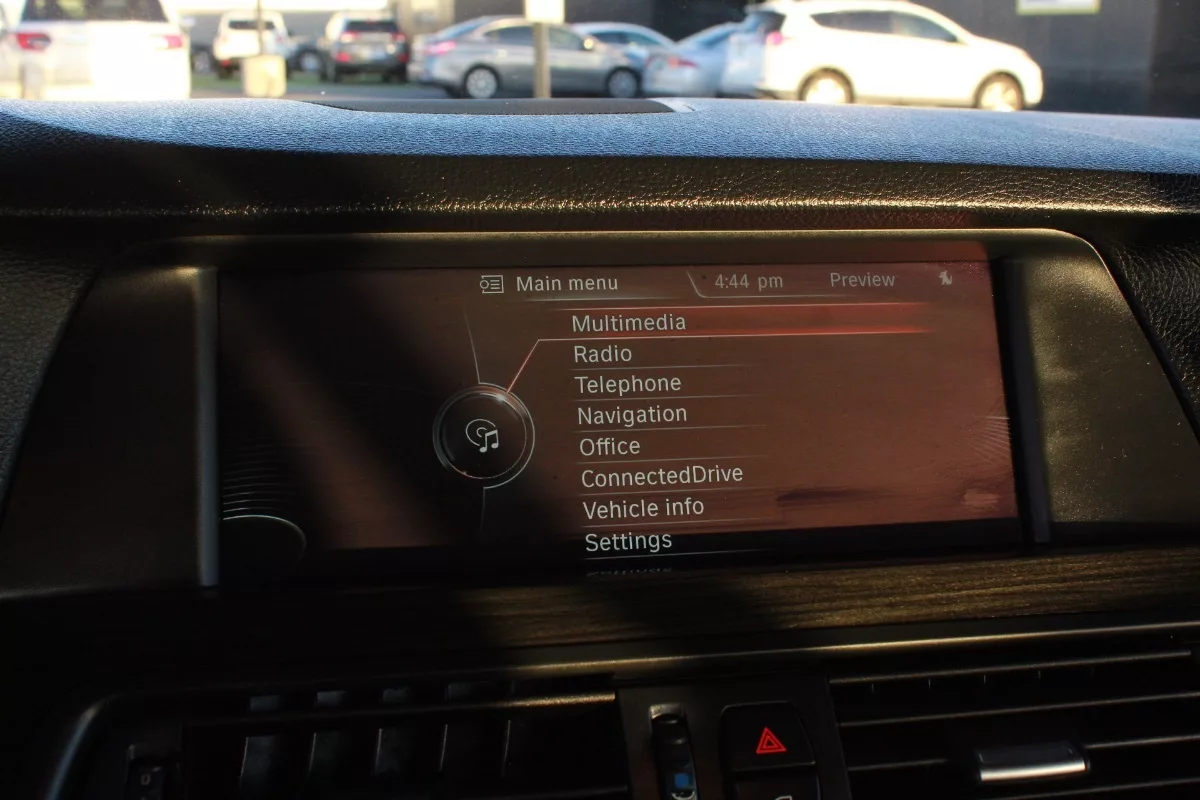 Main menu 4:44 pm Preview
Multimedia
Radio
Telephone
Navigation
Office
ConnectedDrive
Vehicle info
Settings